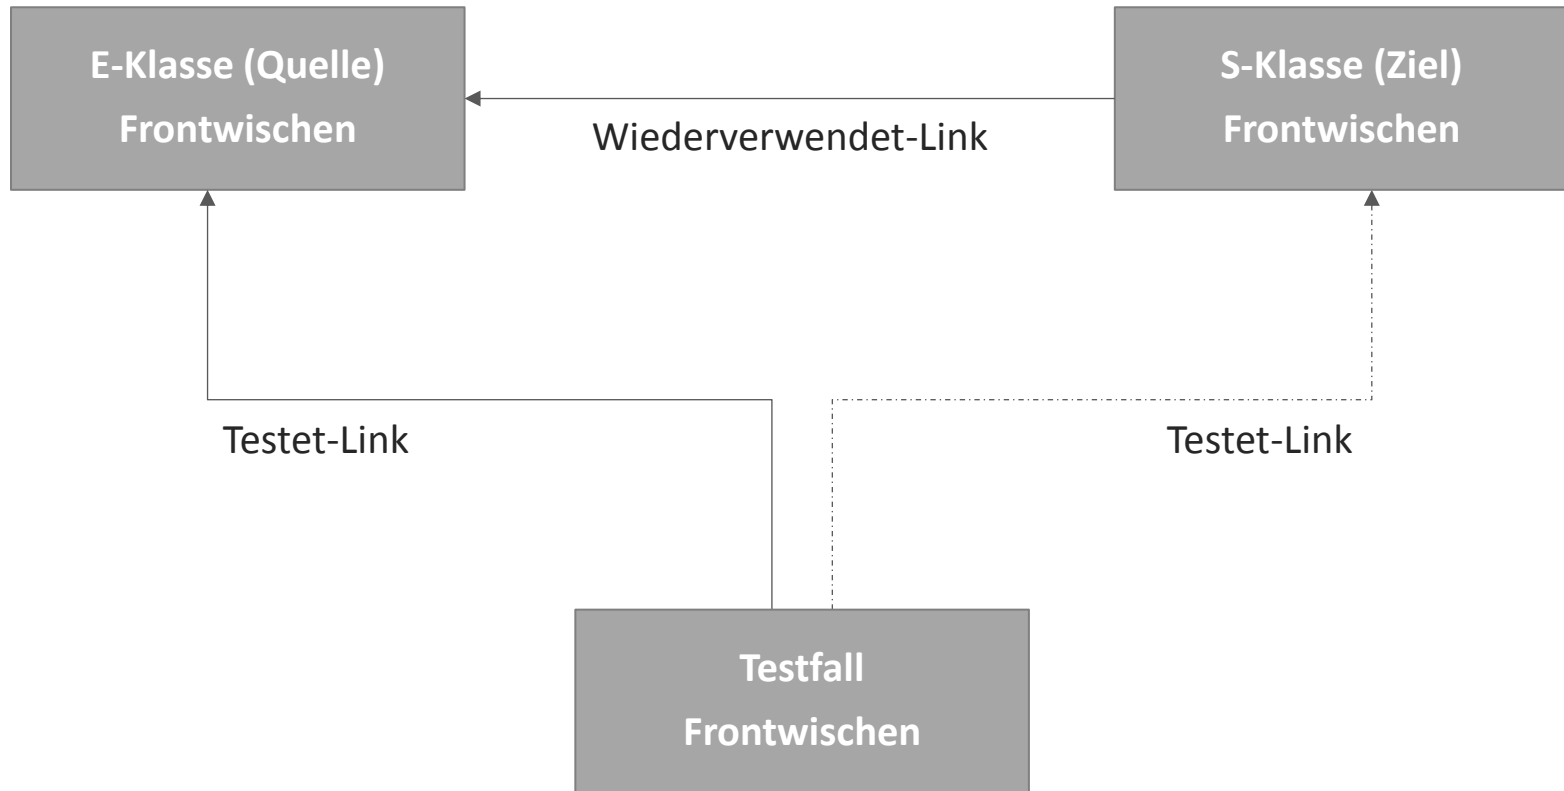 E-Klasse (Quelle)
Frontwischen
S-Klasse (Ziel)
Frontwischen
Wiederverwendet-Link
Testet-Link
Testet-Link
Testfall
Frontwischen